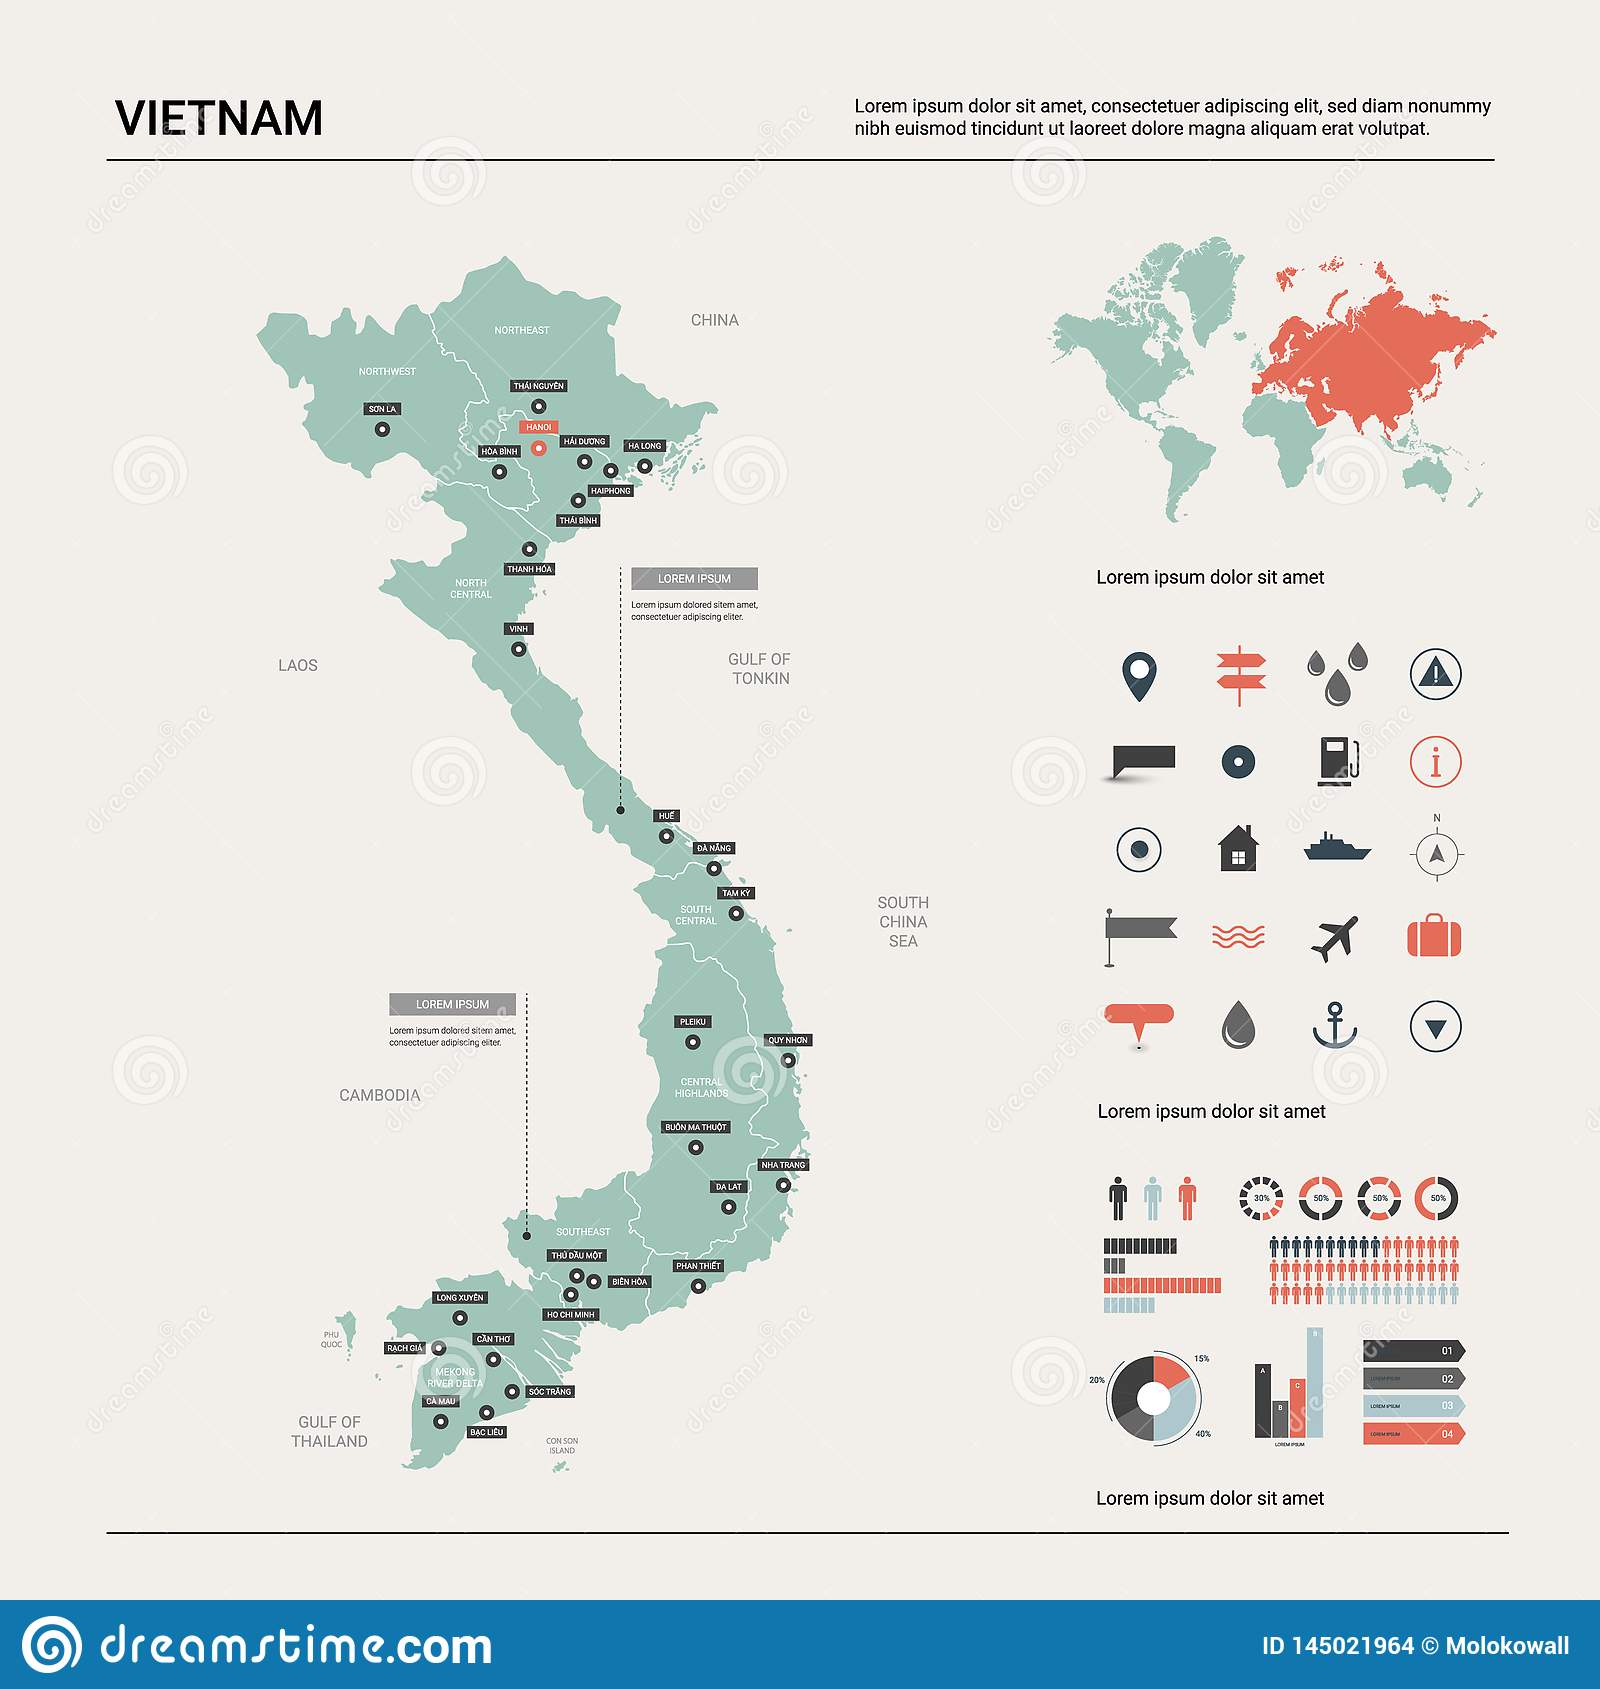 VIETNAM
Lorem ipsum dolor sit amet, consectetuer adipiscing elit, sed diam nonummy
nibh euismod tincidunt ut laoreet dolore magna aliquam erat volutpat.
CHINA
NORTHEAST
NORTHWEST
THÁI NGUYÊN
SƠN LA
HANOI
HẢI DƯƠNG
HẠ LONG
HÒA BÌNH
HAIPHONG
THÁI BÌNH
THANH HÓA
NORTH
CENTRAL
LOREM IPSUM
Lorem ipsum dolored sitem amet,
consectetuer adipiscing eliter.
VINH
LAOS
GULF OF
TONKIN
HUẾ
ĐÀ NẴNG
TAM KỲ
SOUTH
CENTRAL
SOUTH
CHINA
SEA
LOREM IPSUM
Lorem ipsum dolored sitem amet,
consectetuer adipiscing eliter.
PLEIKU
QUY NHƠN
CENTRAL
HIGHLANDS
CAMBODIA
BUÔN MA THUỘT
NHA TRANG
DA LAT
SOUTHEAST
THỦ DẦU MỘT
PHAN THIẾT
BIÊN HÒA
HO CHI MINH
LONG XUYÊN
PHU
QUOC
CẦN THƠ
RẠCH GIÁ
MEKONG
RIVER DELTA
SÓC TRĂNG
CÀ MAU
BẠC LIÊU
GULF OF
THAILAND
CON SON
ISLAND
Lorem ipsum dolor sit amet
N
Lorem ipsum dolor sit amet
30%
50%
50%
50%
15%
20%
40%
A
B
C
B
LOREM IPSUM
01
LOREM IPSUM 02
LOREM IPSUM 03
LOREM IPSUM 04
Lorem ipsum dolor sit amet
dreamstime.com
ID 145021964 © Molokowall